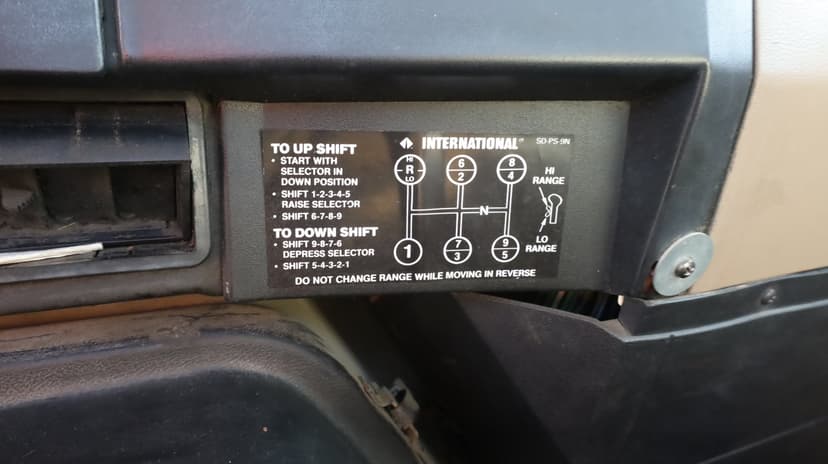 INTERNATIONAL
SD-PS-9N
TO UP SHIFT
• START WITH
SELECTOR IN
DOWN POSITION
• SHIFT 1-2-3-4-5
RAISE SELECTOR
• SHIFT 6-7-8-9
TO DOWN SHIFT
• SHIFT 9-8-7-6
DEPRESS SELECTOR
• SHIFT 5-4-3-2-1
HI
R
LO
6
2
8
4
N
1
7
3
9
5
HI
RANGE
LO
RANGE
DO NOT CHANGE RANGE WHILE MOVING IN REVERSE